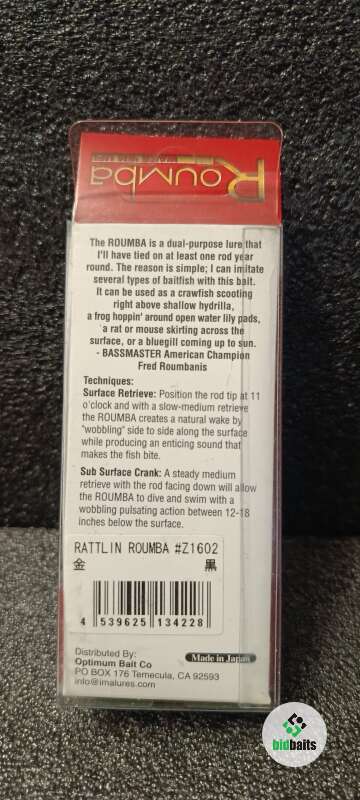 Roumba
The ROUMBA is a dual-purpose lure that
I'll have tied on at least one rod year
round. The reason is simple; I can imitate
several types of baitfish with this bait.
It can be used as a crawfish scooting
right above shallow hydrilla,
a frog hoppin' around open water lily pads,
a rat or mouse skirting across the
surface, or a bluegill coming up to sun.
- BASSMASTER American Champion
Fred Roumbanis
Techniques:
Surface Retrieve: Position the rod tip at 11
o'clock and with a slow-medium retrieve
the ROUMBA creates a natural wake by
"wobbling" side to side along the surface
while producing an enticing sound that
makes the fish bite.
Sub Surface Crank: A steady medium
retrieve with the rod facing down will allow
the ROUMBA to dive and swim with a
wobbling pulsating action between 12-18
inches below the surface.
RATTLIN ROUMBA #Z1602
金 黒
4 539625 134228
Distributed By:
Optimum Bait Co
PO BOX 176 Temecula, CA 92593
info@imalures.com
Made in Japan
bidbaits